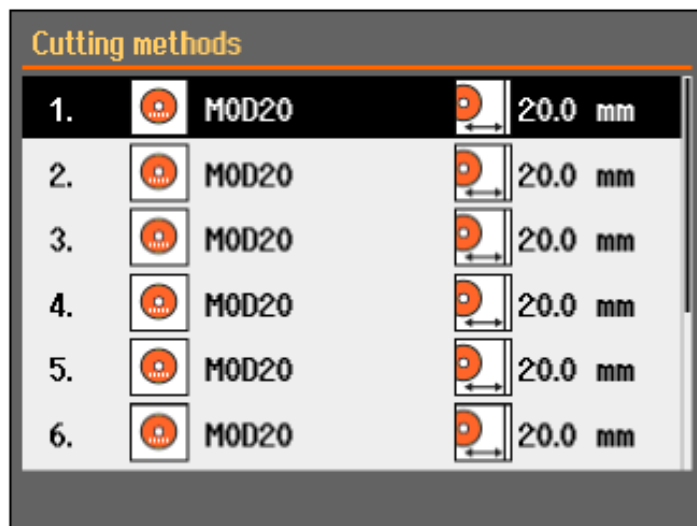 Cutting methods
1. M0D20 20.0 mm
2. M0D20 20.0 mm
3. M0D20 20.0 mm
4. M0D20 20.0 mm
5. M0D20 20.0 mm
6. M0D20 20.0 mm